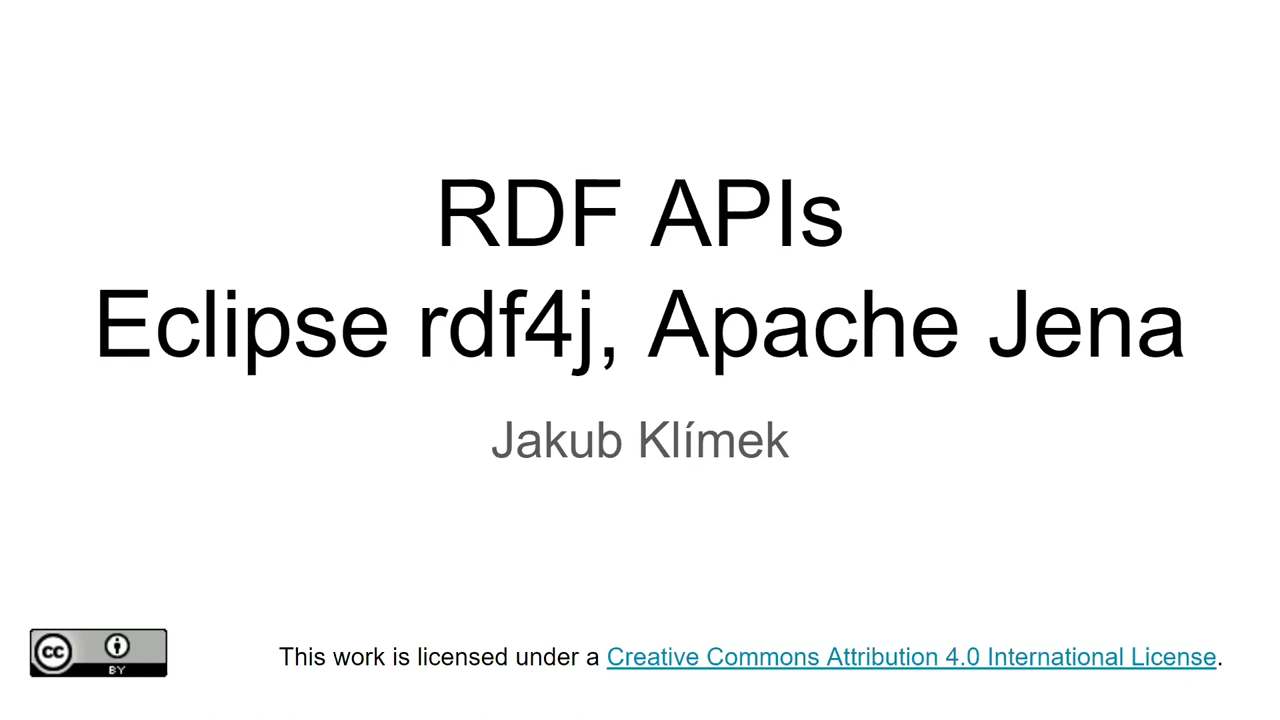 RDF APIs
Eclipse rdf4j, Apache Jena
Jakub Klímek
cc BY
This work is licensed under a Creative Commons Attribution 4.0 International License.